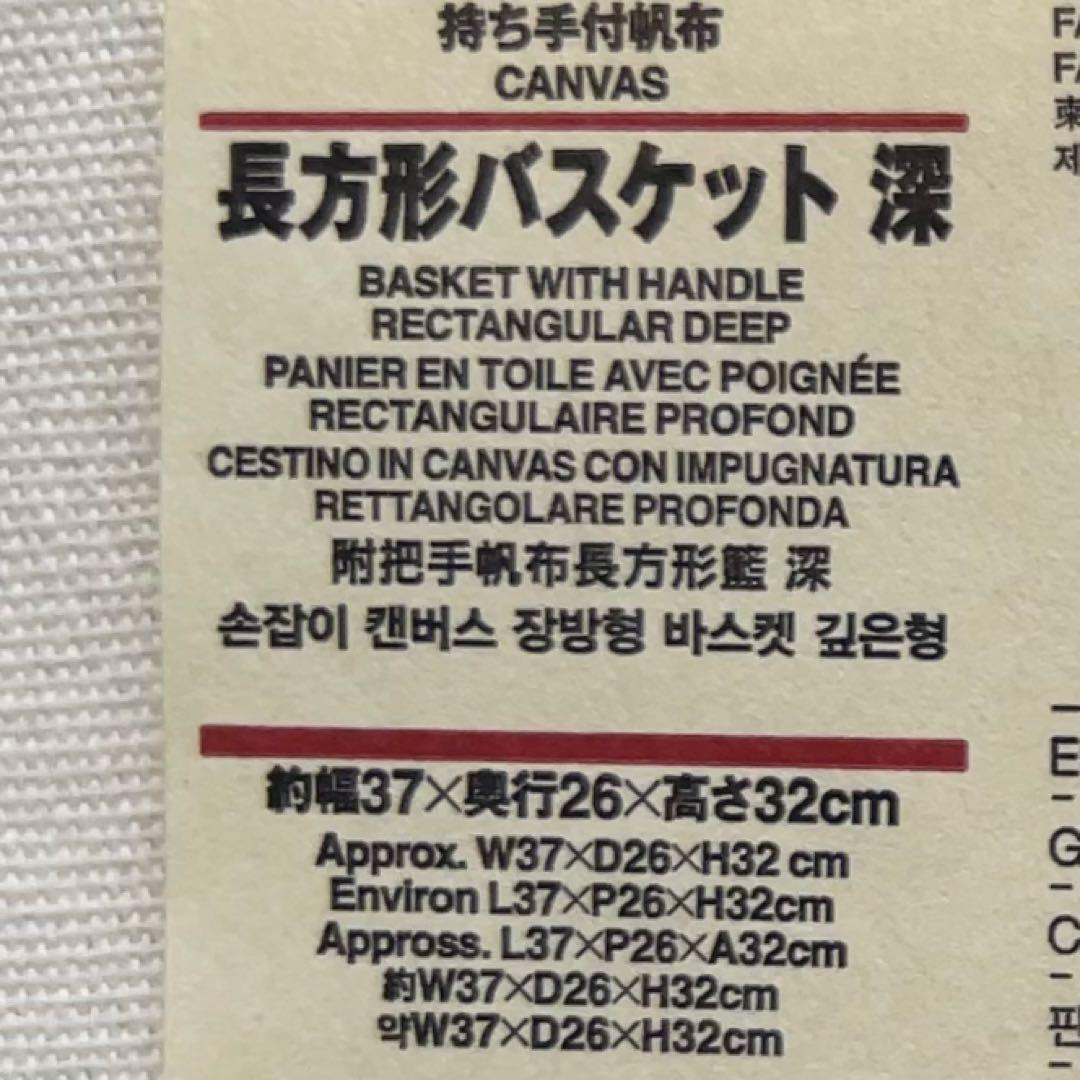 持ち手付帆布
CANVAS
長方形バスケット 深
BASKET WITH HANDLE
RECTANGULAR DEEP
PANIER EN TOILE AVEC POIGNÉE
RECTANGULAIRE PROFOND
CESTINO IN CANVAS CON IMPUGNATURA
RETTANGOLARE PROFONDA
附把手帆布長方形籃 深
손잡이 캔버스 장방형 바스켓 깊은형
約幅37×奥行26×高さ32cm
Approx. W37×D26×H32 cm
Environ L37×P26×H32cm
Appross. L37×P26×A32cm
約W37×D26×H32cm
약W37×D26×H32cm